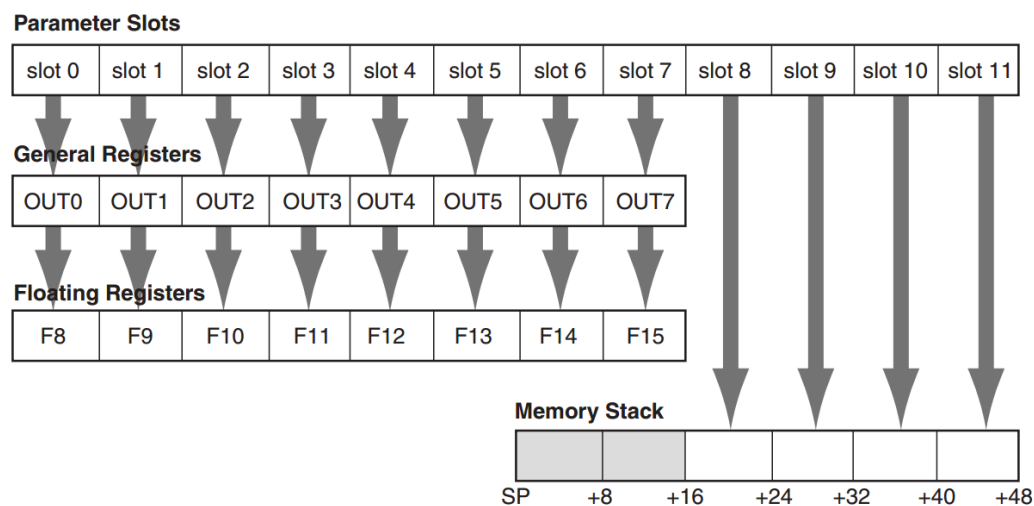 Parameter Slots
slot 0 slot 1 slot 2 slot 3 slot 4 slot 5 slot 6 slot 7 slot 8 slot 9 slot 10 slot 11
General Registers
OUT0 OUT1 OUT2 OUT3 OUT4 OUT5 OUT6 OUT7
Floating Registers
F8 F9 F10 F11 F12 F13 F14 F15
Memory Stack
SP +8 +16 +24 +32 +40 +48